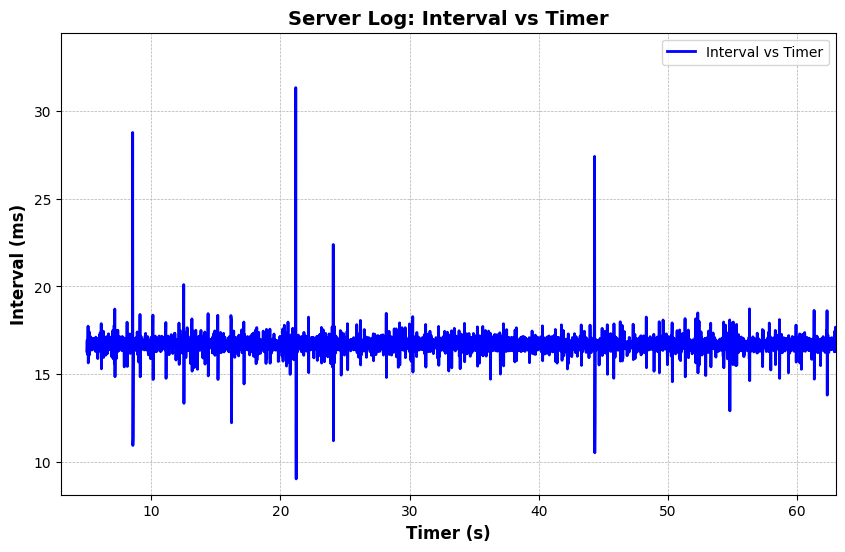 Server Log: Interval vs Timer
Interval vs Timer
30
25
20
15
10
Interval (ms)
10 20 30 40 50 60
Timer (s)